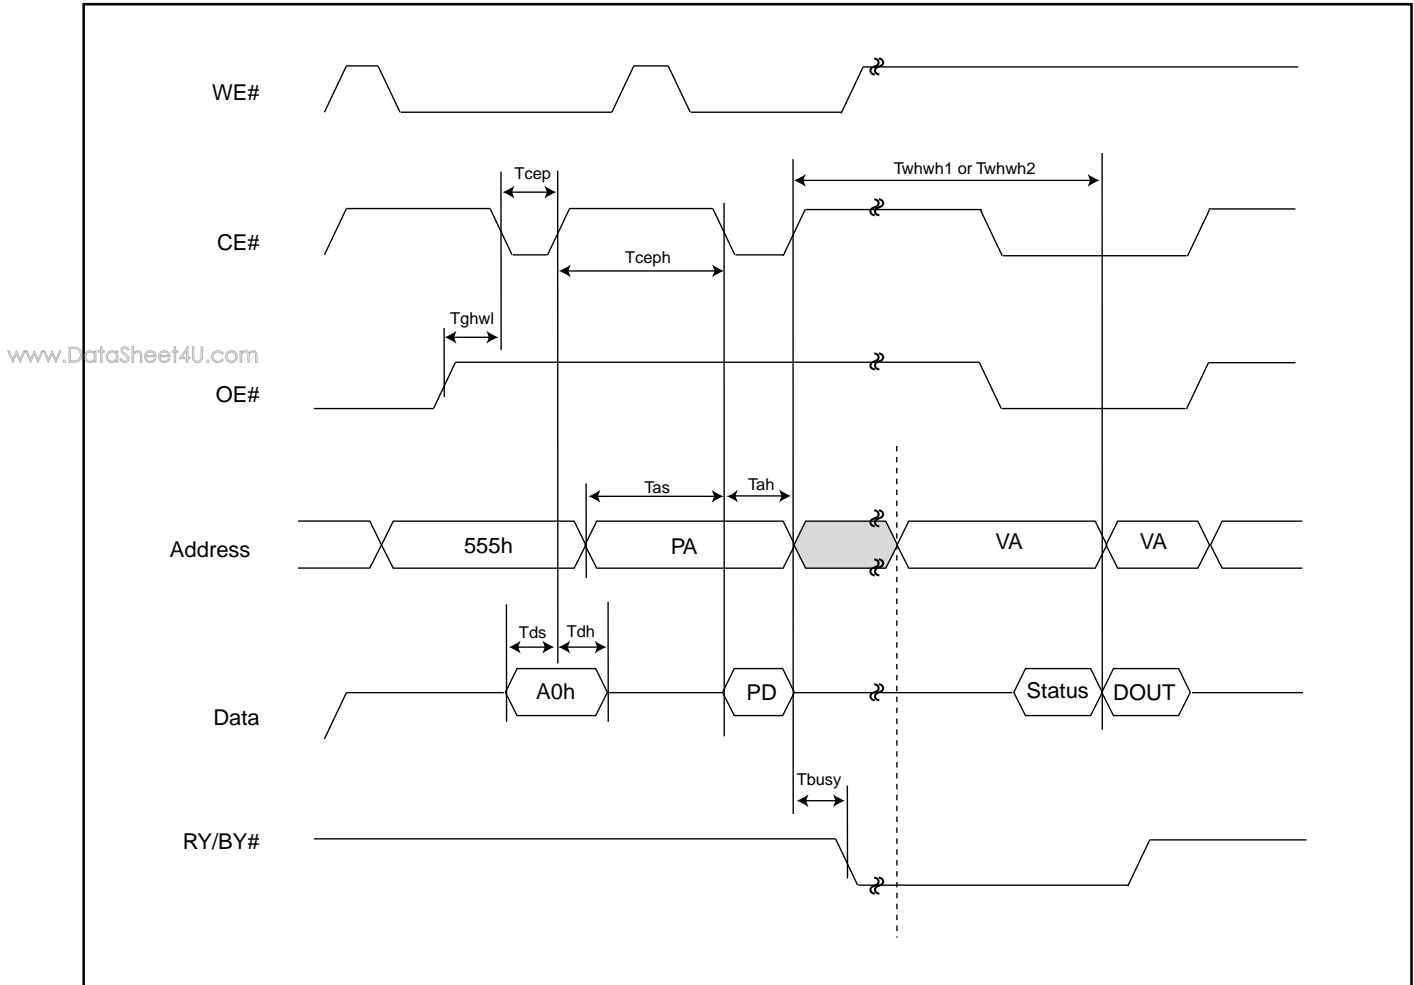 WE#
Tcep
Twhwh1 or Twhwh2
CE#
Tceph
Tghwl
www.DataSheet4U.com
OE#
Tas
Tah
Address
555h
PA
VA
VA
Tds
Tdh
A0h
PD
Status
DOUT
Data
Tbusy
RY/BY#